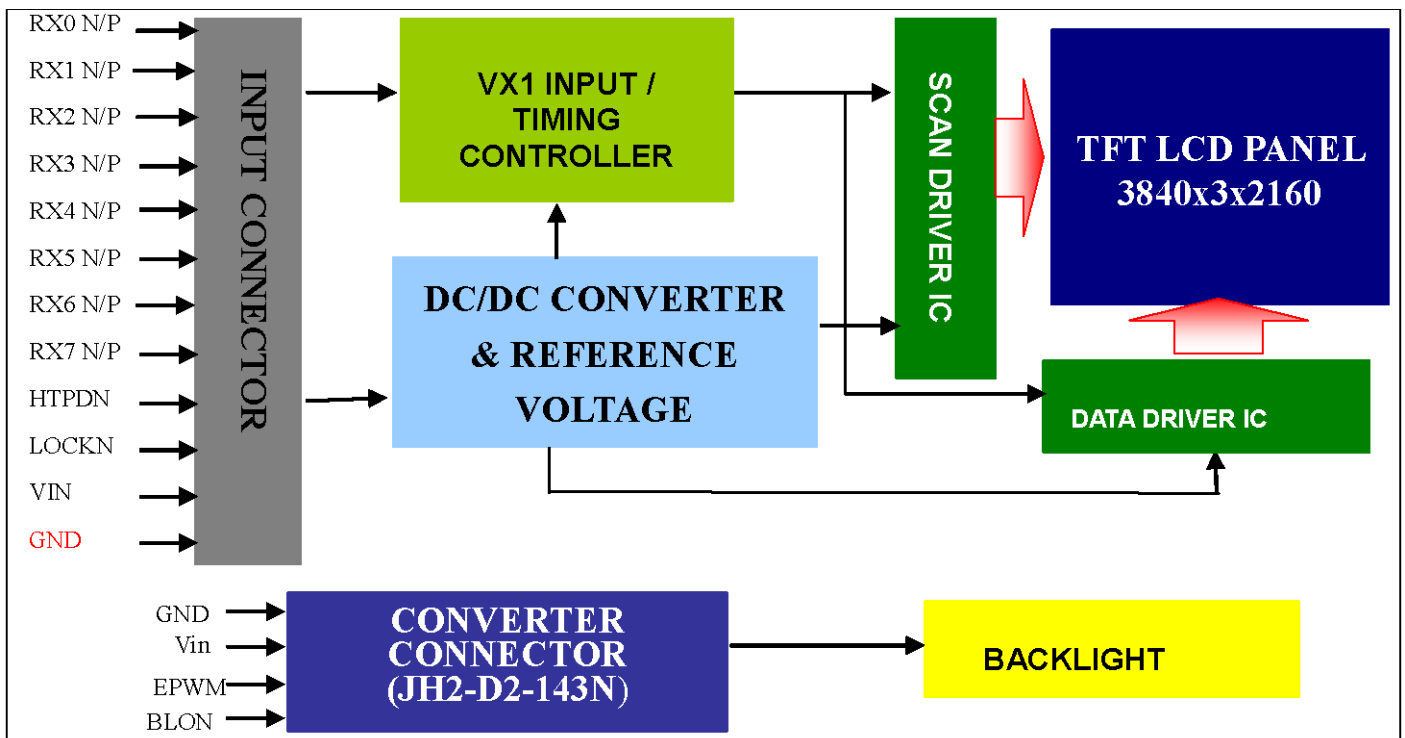 RX0 N/P
RX1 N/P
RX2 N/P
RX3 N/P
RX4 N/P
RX5 N/P
RX6 N/P
RX7 N/P
HTPDN
LOCKN
VIN
GND
INPUT CONNECTOR
VX1 INPUT /
TIMING
CONTROLLER
DC/DC CONVERTER
& REFERENCE
VOLTAGE
SCAN DRIVER IC
TFT LCD PANEL
3840x3x2160
DATA DRIVER IC
GND
Vin
EPWM
BLON
CONVERTER
CONNECTOR
(JH2-D2-143N)
BACKLIGHT